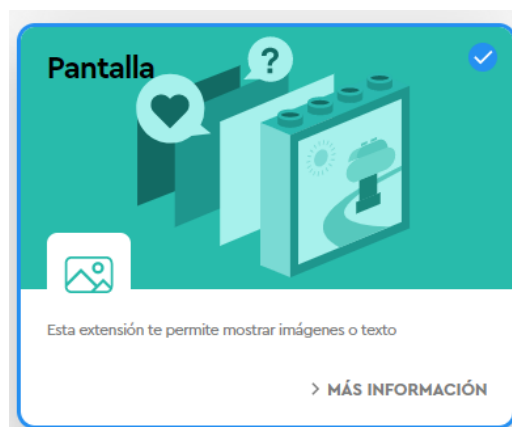 Pantalla
?
Esta extensión te permite mostrar imágenes o texto
> MÁS INFORMACIÓN